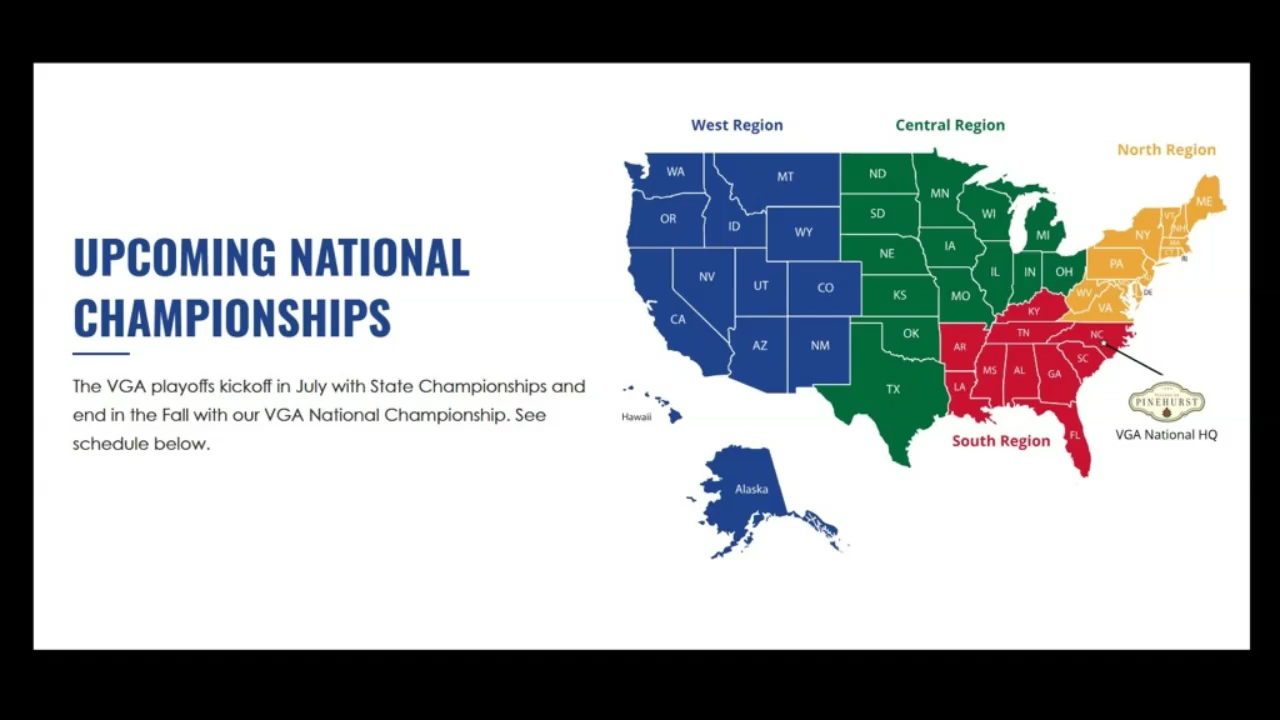 West Region
Central Region
North Region
UPCOMING NATIONAL
CHAMPIONSHIPS
The VGA playoffs kickoff in July with State Championships and
end in the Fall with our VGA National Championship. See
schedule below.
WA
MT
ND
MN
OR
ID
WY
SD
WI
MI
ME
VT
NH
NY
MA
NV
UT
CO
NE
IA
IL
IN
OH
PA
RI
CA
KS
MO
WV
VA
DE
AZ
NM
OK
TX
AR
KY
TN
NC
SC
LA
MS
AL
GA
FL
Hawaii
Alaska
South Region
PINEHURST
VGA National HQ